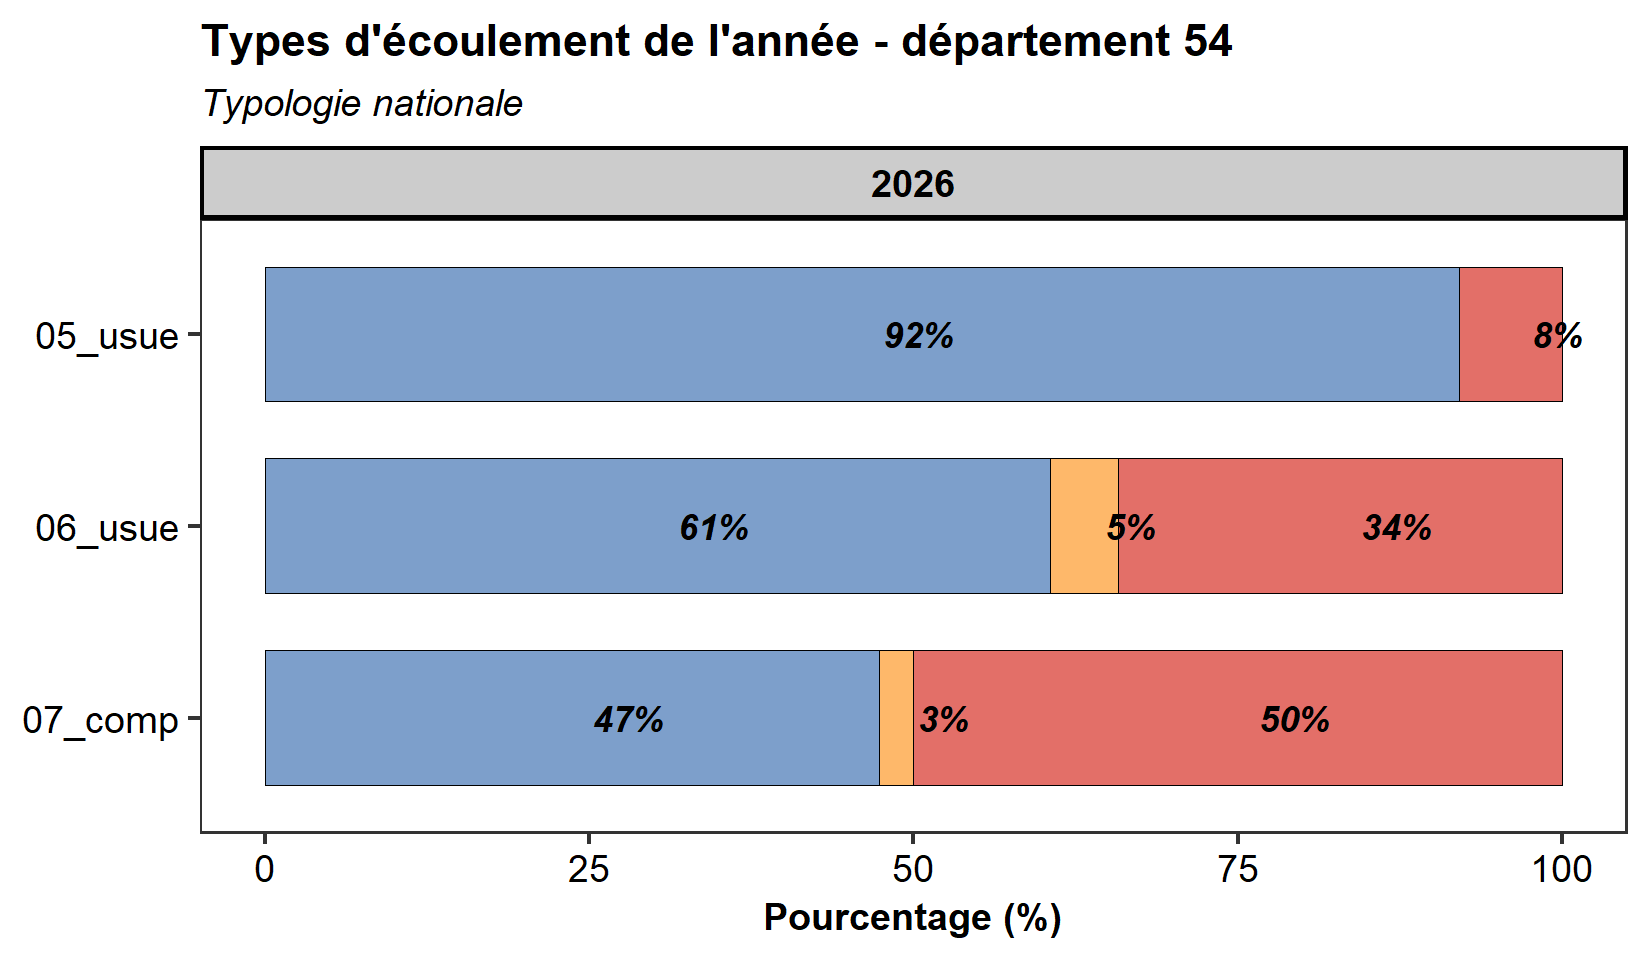 Types d'écoulement de l'année - département 54
Typologie nationale
2026
05_usue
92%
8%
06_usue
61%
5%
34%
07_comp
47%
3%
50%
0
25
50
75
100
Pourcentage (%)